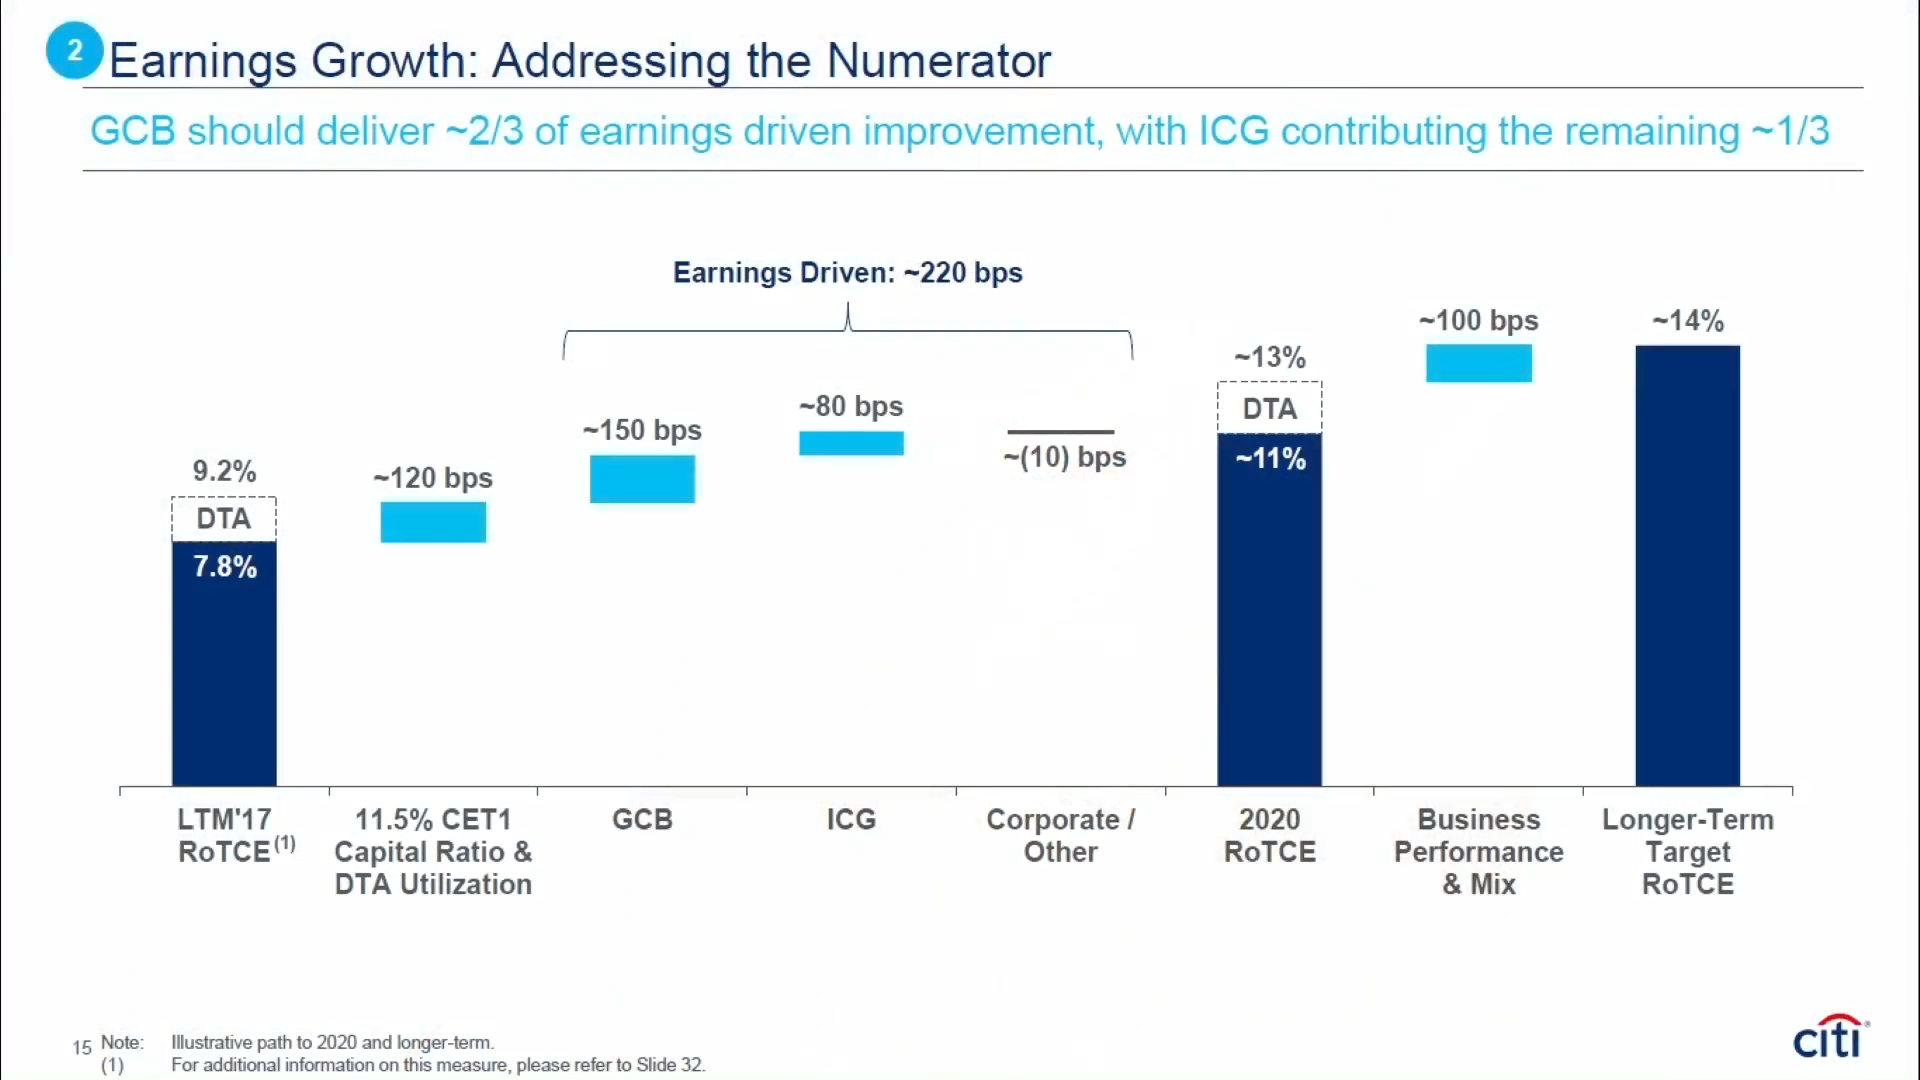 2
Earnings Growth: Addressing the Numerator
GCB should deliver ~2/3 of earnings driven improvement, with ICG contributing the remaining ~1/3
Earnings Driven: ~220 bps
9.2%
DTA
7.8%
~120 bps
~150 bps
~80 bps
~(10) bps
~13%
DTA
~11%
~100 bps
~14%
LTM'17
RoTCE(1)
11.5% CET1
Capital Ratio &
DTA Utilization
GCB
ICG
Corporate /
Other
2020
RoTCE
Business
Performance
& Mix
Longer-Term
Target
RoTCE
15 Note: Illustrative path to 2020 and longer-term.
(1) For additional information on this measure, please refer to Slide 32.
citi®